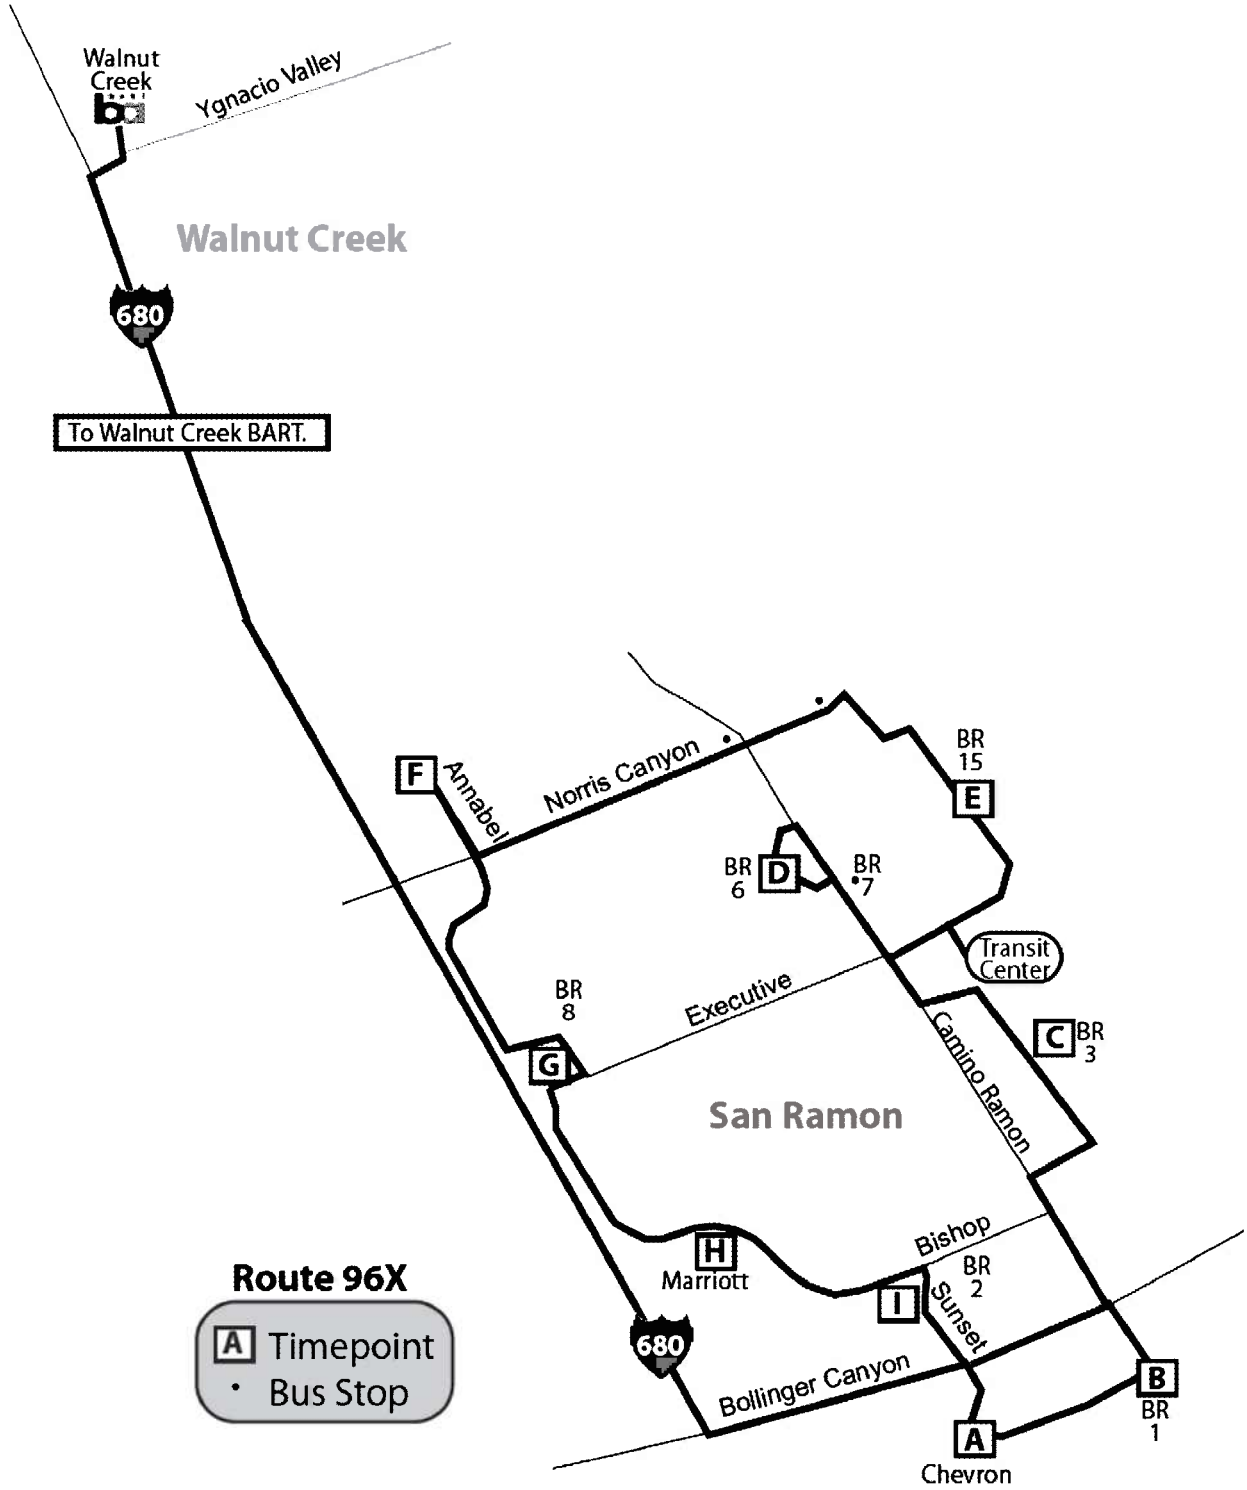 Walnut
Creek
ba
Ygnacio Valley
Walnut Creek
680
To Walnut Creek BART.
F
Annabel
Norris Canyon
BR
15
E
BR
6
D
BR
7
Transit
Center
BR
8
Executive
C
BR
3
Camino Ramon
G
San Ramon
H
Marriott
Bishop
BR
2
I
Sunset
Route 96X
A Timepoint
Bus Stop
680
Bollinger Canyon
B
BR
1
A
Chevron